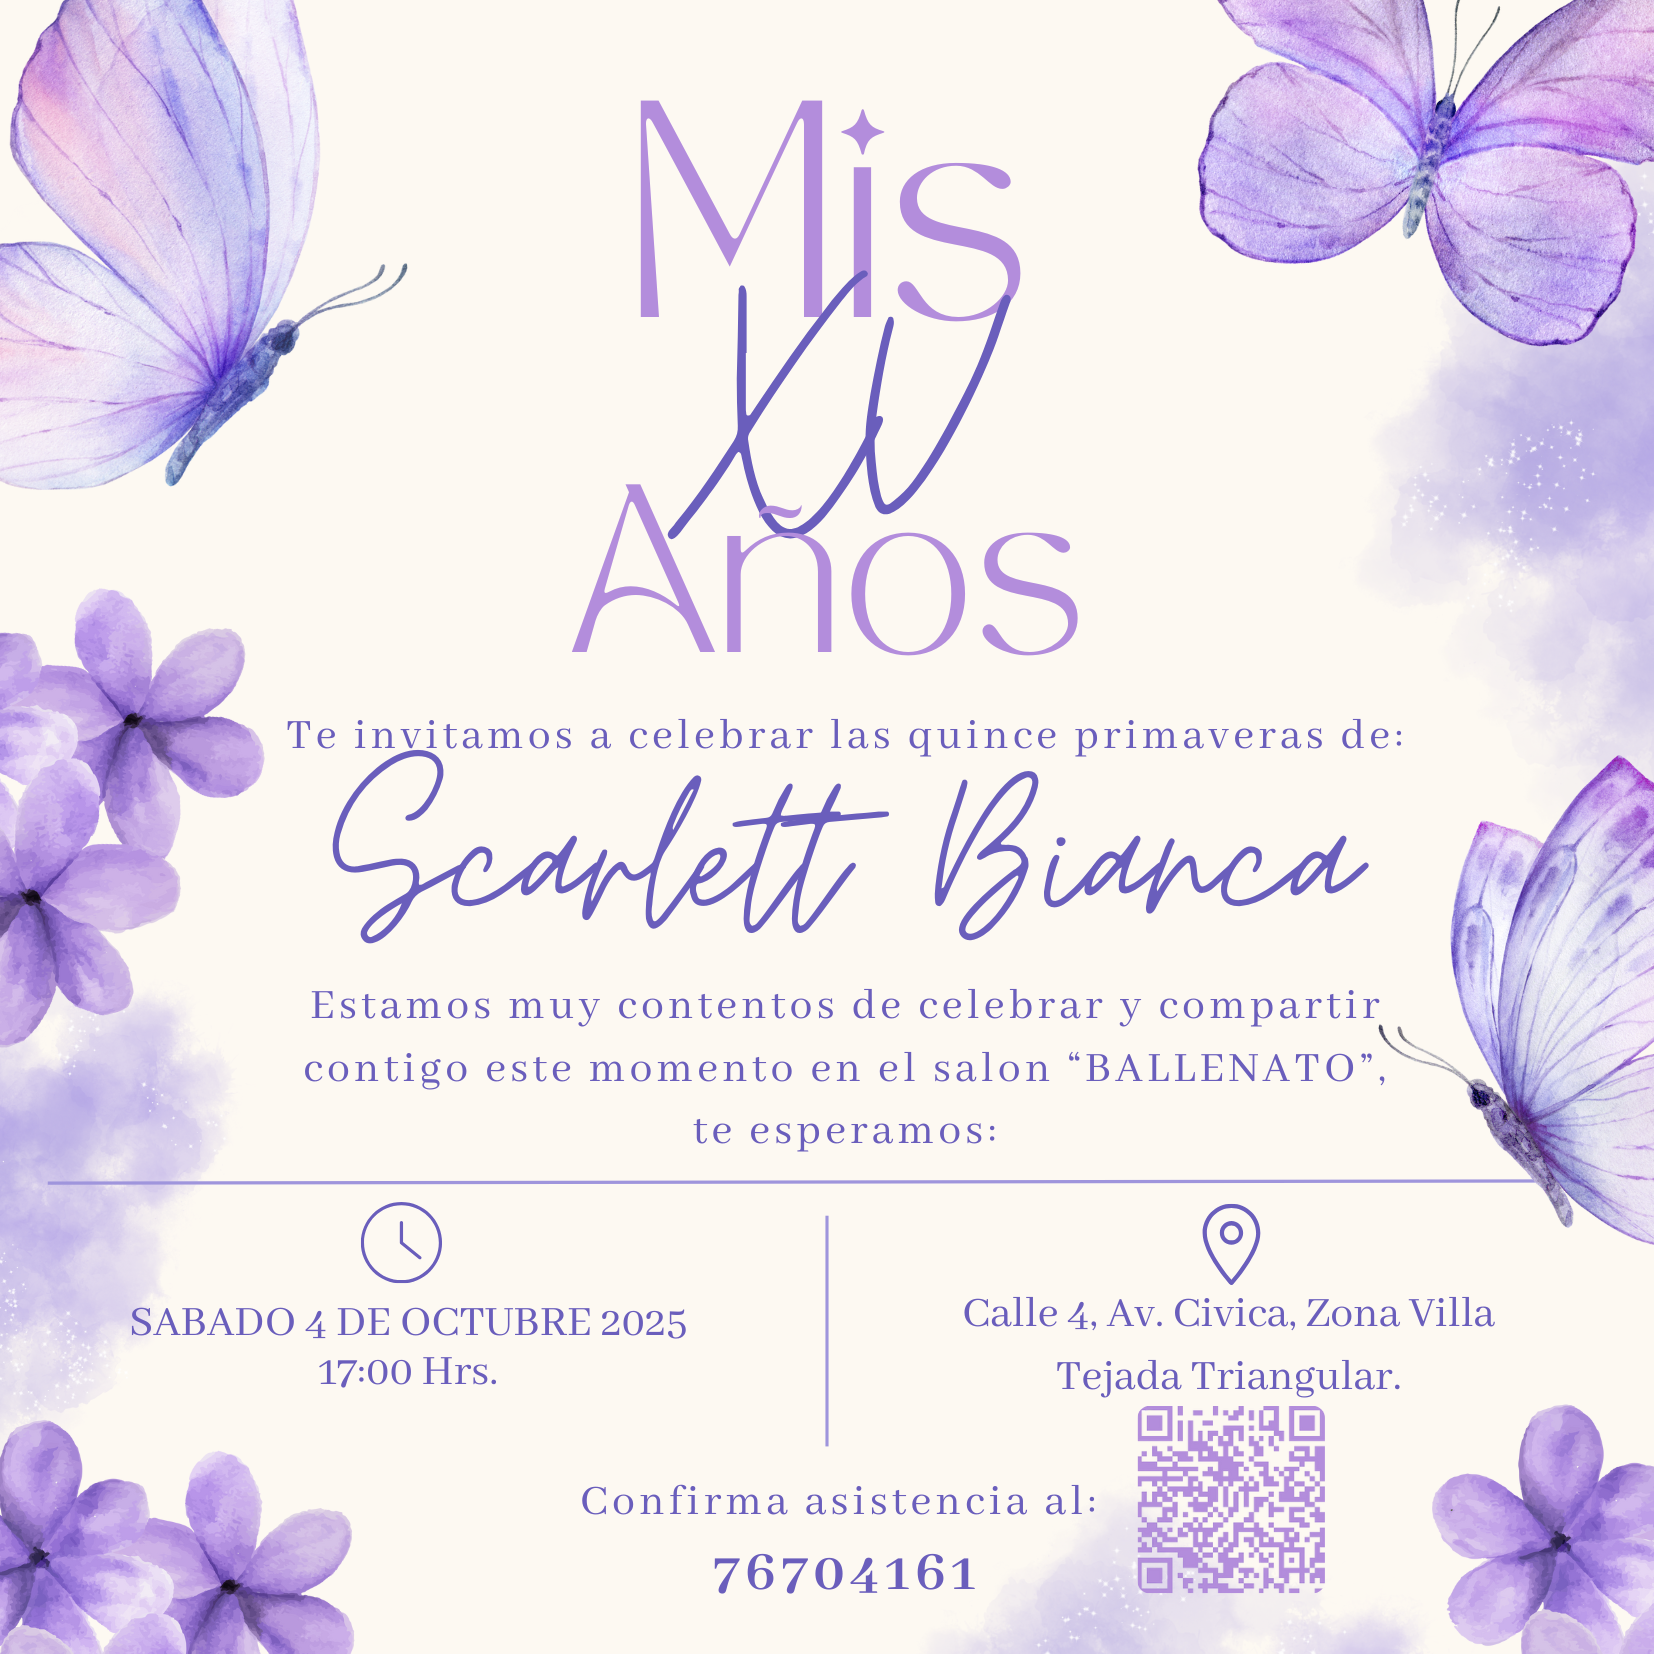 Mis
XV
Años
Te invitamos a celebrar las quince primaveras de:
Scarlett Bianca
Estamos muy contentos de celebrar y compartir
contigo este momento en el salon “BALLENATO”,
te esperamos:
SABADO 4 DE OCTUBRE 2025
17:00 Hrs.
Calle 4, Av. Civica, Zona Villa
Tejada Triangular.
Confirma asistencia al:
76704161